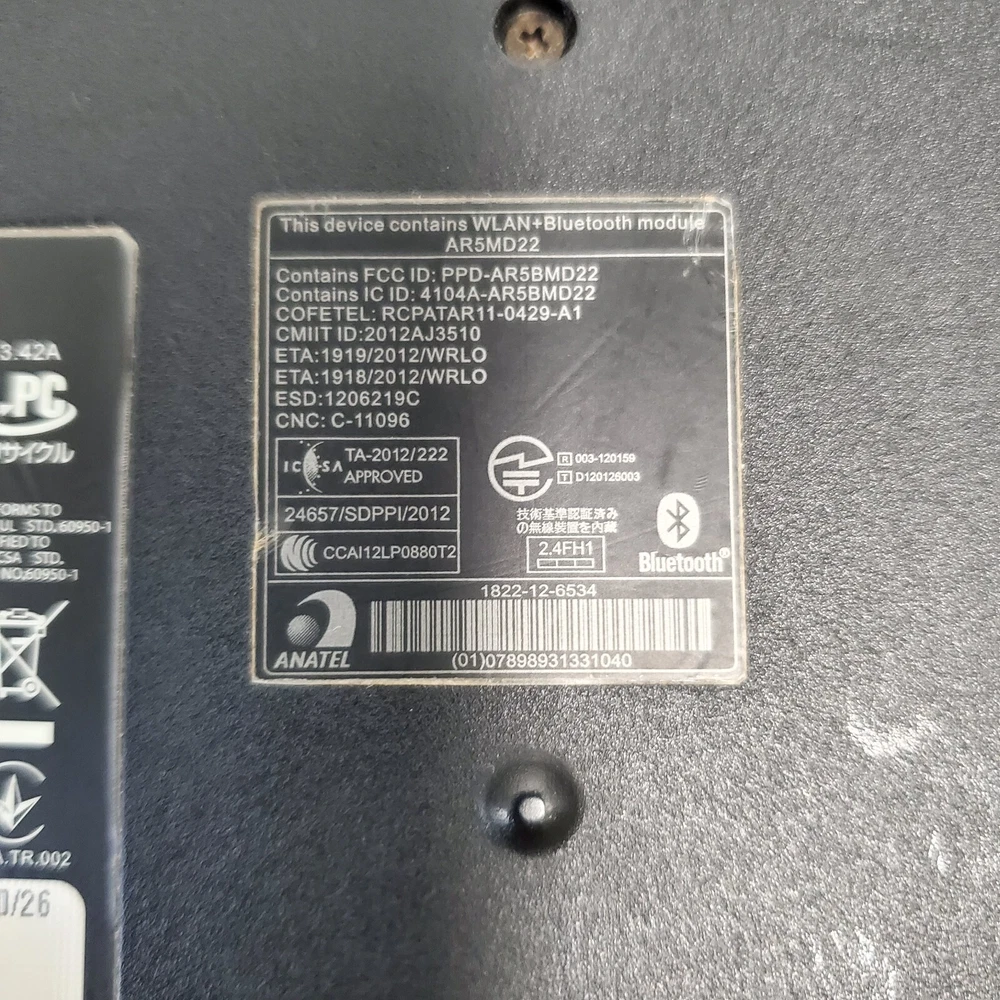 This device contains WLAN+Bluetooth module
AR5MD22
Contains FCC ID: PPD-AR5BMD22
Contains IC ID: 4104A-AR5BMD22
COFETEL: RCPATAR11-0429-A1
CMIIT ID:2012AJ3510
ETA:1919/2012/WRLO
ETA:1918/2012/WRLO
ESD:1206219C
CNC: C-11096
ICASA
TA-2012/222
APPROVED
24657/SDPPI/2012
CCAI12LP0880T2
R 003-120159
T D120126003
技術基準認証済み
の無線装置を内蔵
2.4FH1
Bluetooth®
1822-12-6534
ANATEL
(01)07898931331040
3.42A
.PC
サイクル
ORMS TO
UL STD. 60950-1
FIED TO
CSA STD.
NO.60950-1
.TR.002
0/26